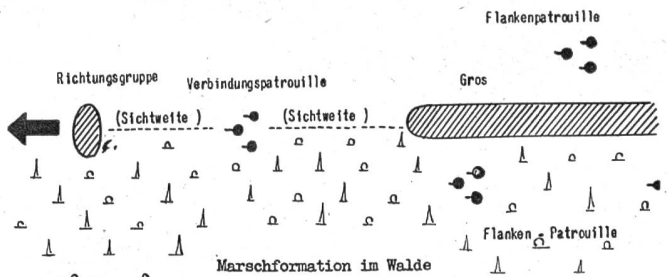 Flankenpatrouille
Richtungsgruppe
Verbindungspatrouille
Gros
(Sichtweite)
(Sichtweite)
Flanken-Patrouille
Marschformation im Walde